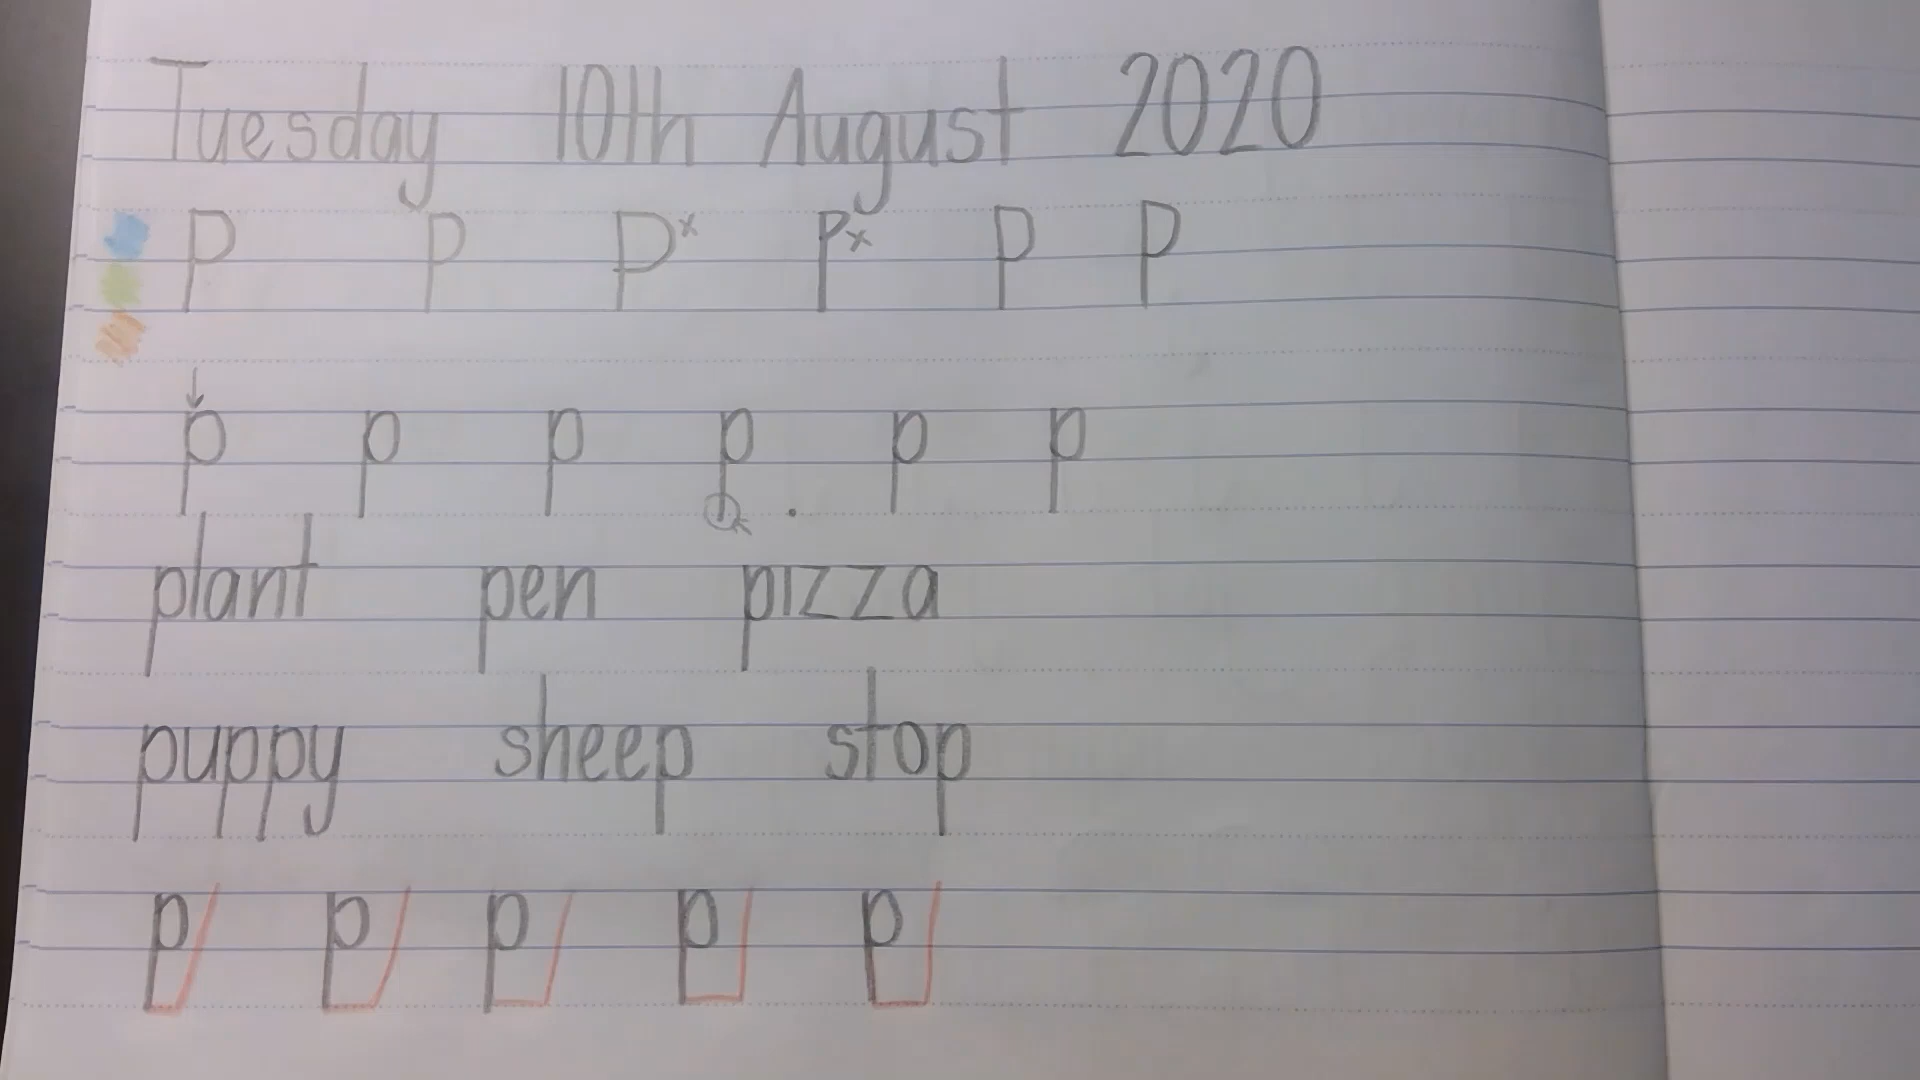 Tuesday 10th August 2020
P P P x P x P P
p p p p p p
plant pen pizza
puppy sheep stop
p p p p p